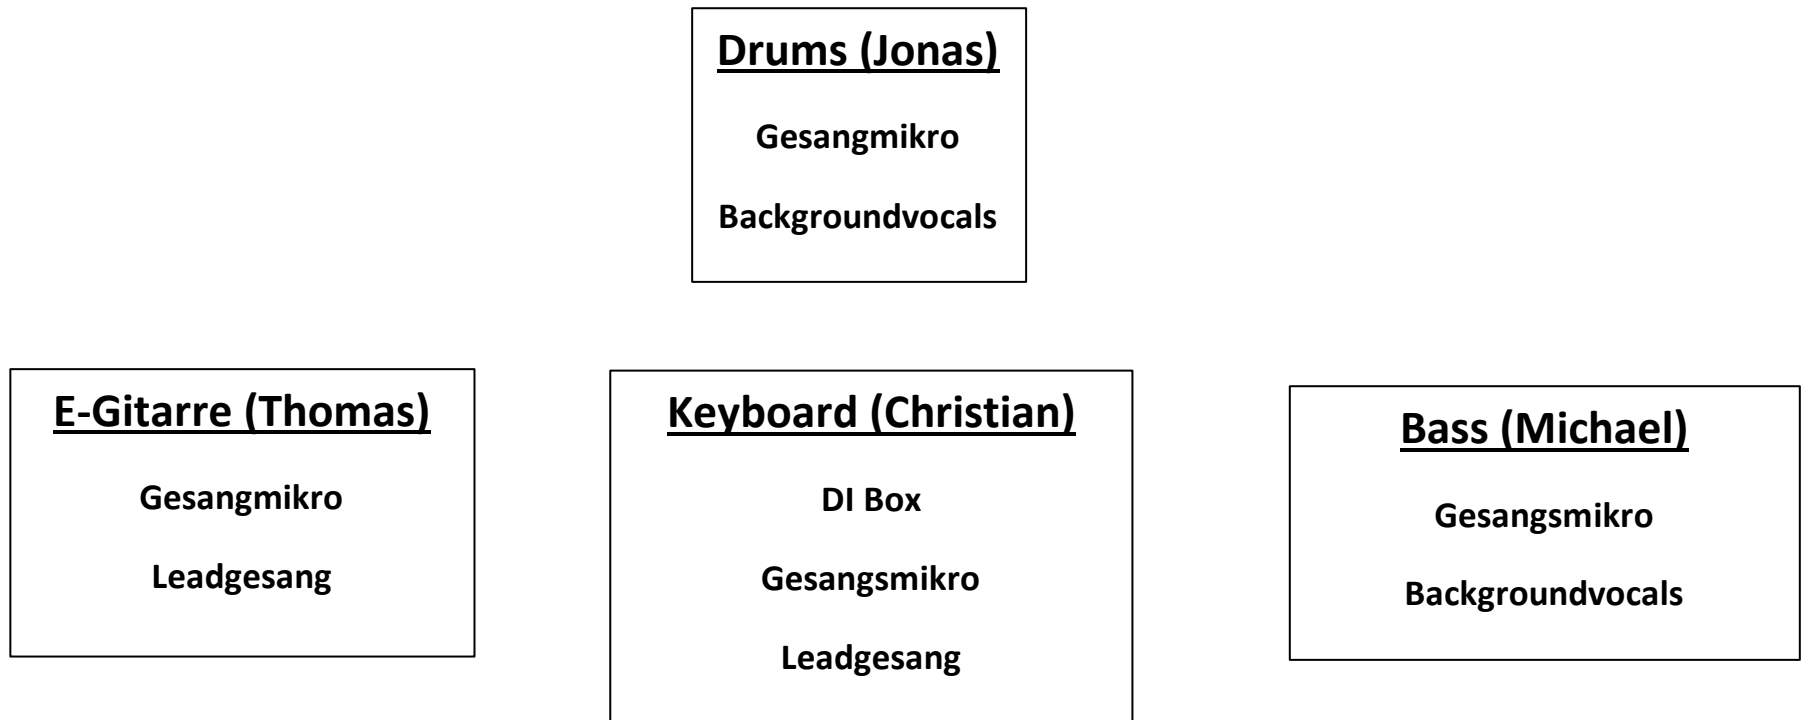 Drums (Jonas)
Gesangmikro
Backgroundvocals
E-Gitarre (Thomas)
Gesangmikro
Leadgesang
Keyboard (Christian)
DI Box
Gesangsmikro
Leadgesang
Bass (Michael)
Gesangsmikro
Backgroundvocals